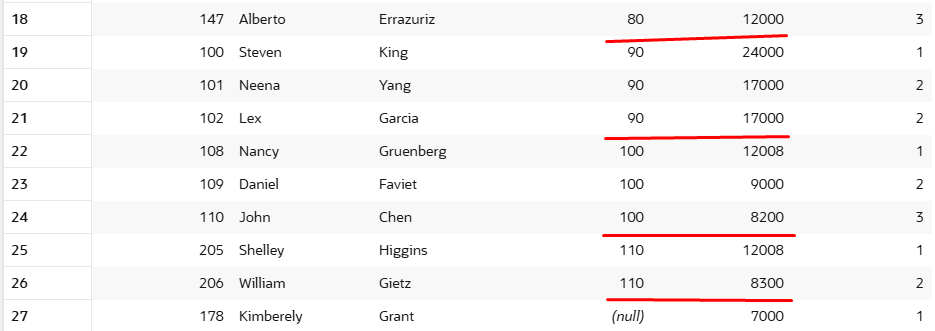 18 147 Alberto Errazuriz 80 12000 3
19 100 Steven King 90 24000 1
20 101 Neena Yang 90 17000 2
21 102 Lex Garcia 90 17000 2
22 108 Nancy Gruenberg 100 12008 1
23 109 Daniel Faviet 100 9000 2
24 110 John Chen 100 8200 3
25 205 Shelley Higgins 110 12008 1
26 206 William Gietz 110 8300 2
27 178 Kimberely Grant (null) 7000 1